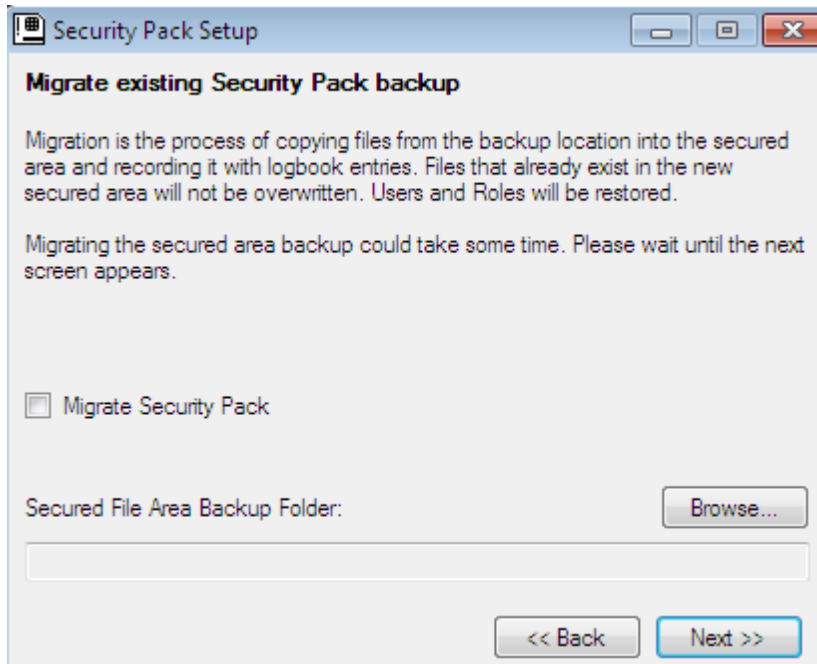 Security Pack Setup
Migrate existing Security Pack backup
Migration is the process of copying files from the backup location into the secured
area and recording it with logbook entries. Files that already exist in the new
secured area will not be overwritten. Users and Roles will be restored.
Migrating the secured area backup could take some time. Please wait until the next
screen appears.
Migrate Security Pack
Secured File Area Backup Folder:
Browse...
<< Back
Next >>